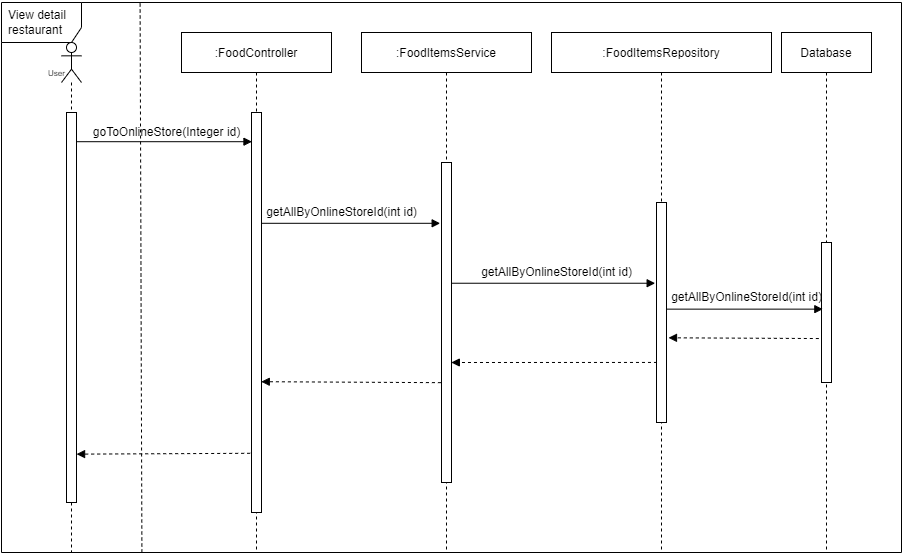 View detail
restaurant
User
:FoodController
:FoodItemsService
:FoodItemsRepository
Database
goToOnlineStore(Integer id)
getAllByOnlineStoreId(int id)
getAllByOnlineStoreId(int id)
getAllByOnlineStoreId(int id)